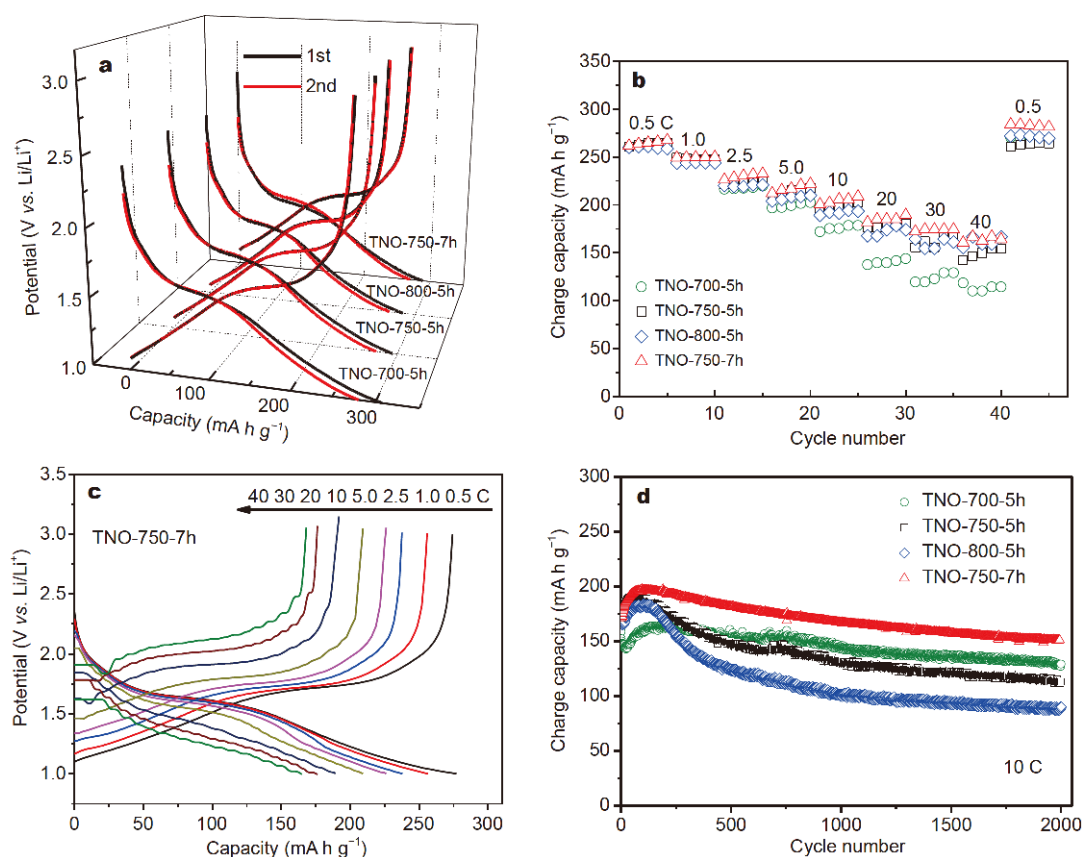 a
1st
2nd
3.0
2.5
2.0
1.5
1.0
Potential (V vs. Li/Li⁺)
TNO-750-7h
TNO-800-5h
TNO-750-5h
TNO-700-5h
0
100
200
300
Capacity (mA h g⁻¹)
b
350
300
250
200
150
100
50
0
Charge capacity (mA h g⁻¹)
0.5 C
1.0
2.5
5.0
10
20
30
40
0.5
TNO-700-5h
TNO-750-5h
TNO-800-5h
TNO-750-7h
0 10 20 30 40
Cycle number
c
3.5
3.0
2.5
2.0
1.5
1.0
Potential (V vs. Li/Li⁺)
40 30 20 10 5.0 2.5 1.0 0.5 C
TNO-750-7h
0 50 100 150 200 250 300
Capacity (mA h g⁻¹)
d
300
250
200
150
100
50
0
Charge capacity (mA h g⁻¹)
TNO-700-5h
TNO-750-5h
TNO-800-5h
TNO-750-7h
10 C
0 500 1000 1500 2000
Cycle number